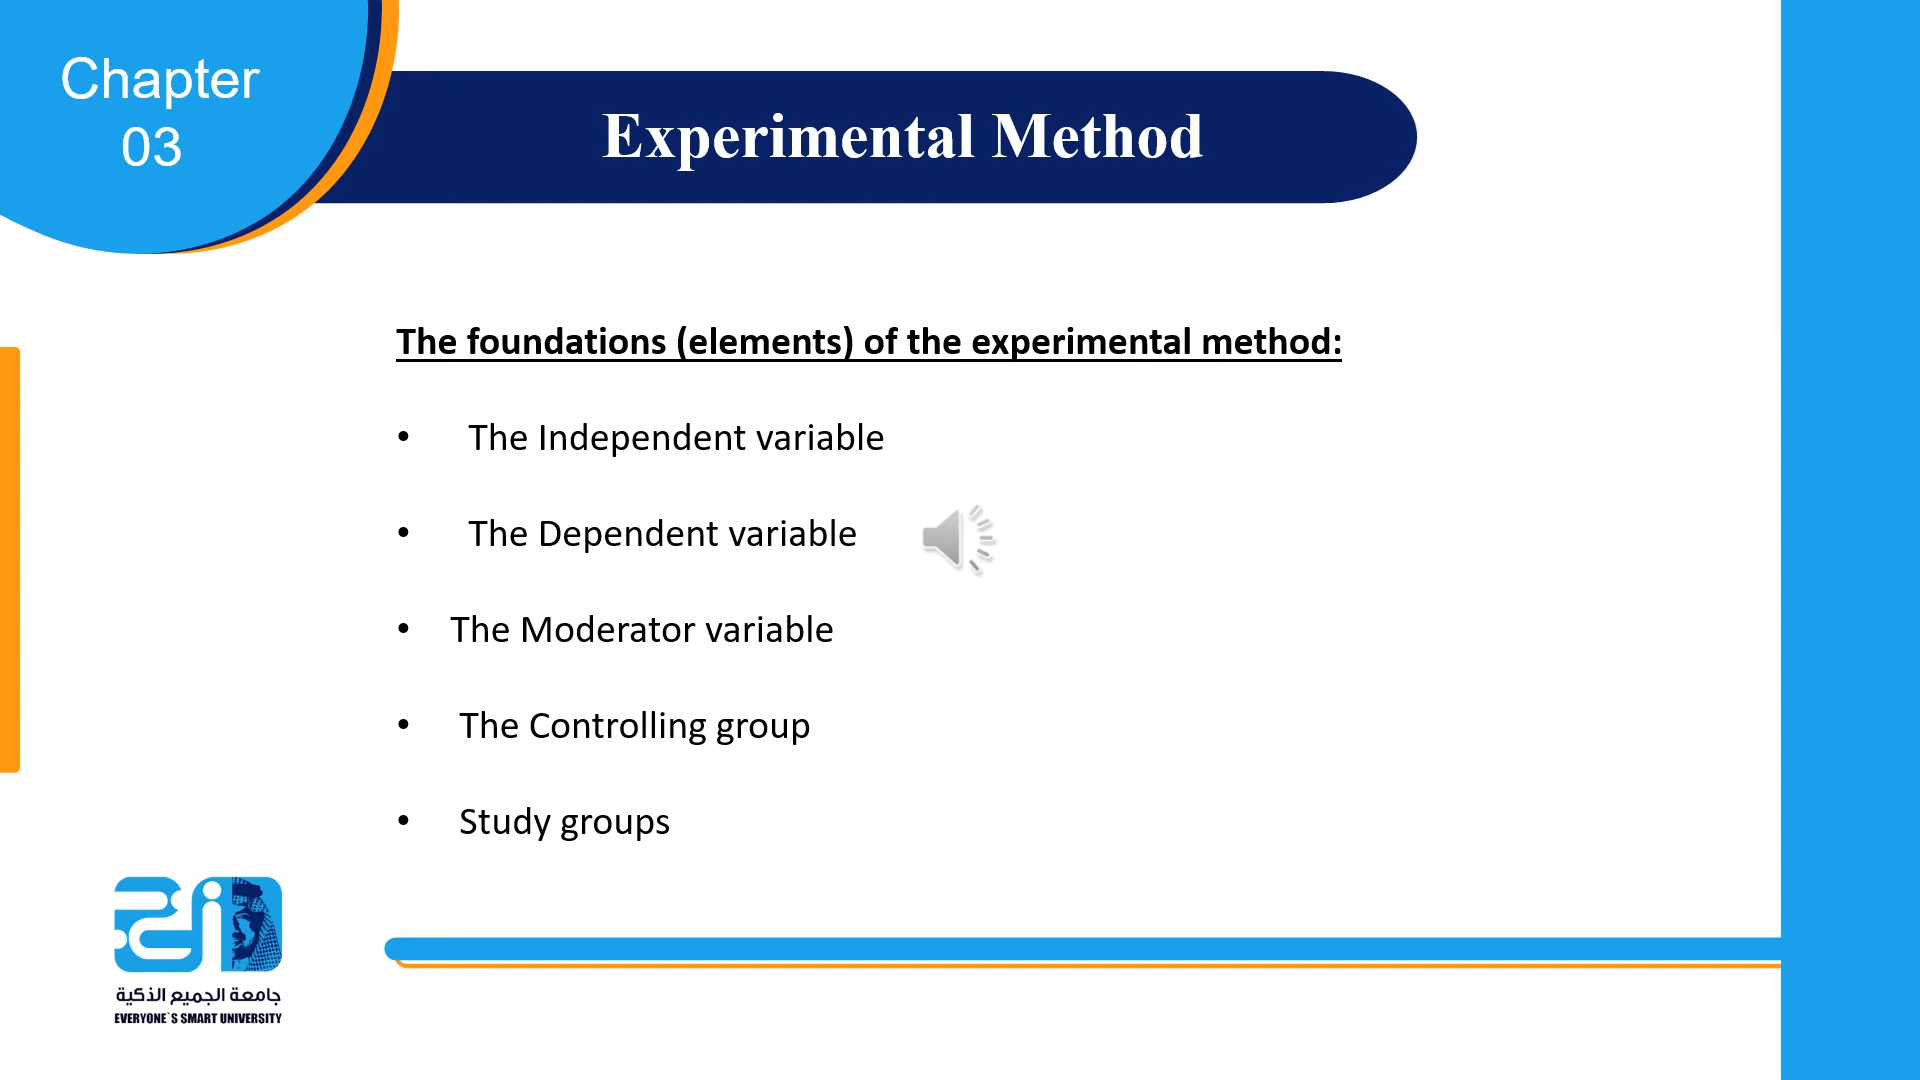 Chapter
03
Experimental Method
The foundations (elements) of the experimental method:
• The Independent variable
• The Dependent variable
• The Moderator variable
• The Controlling group
• Study groups
جامعة الجميع الذكية
EVERYONE`S SMART UNIVERSITY